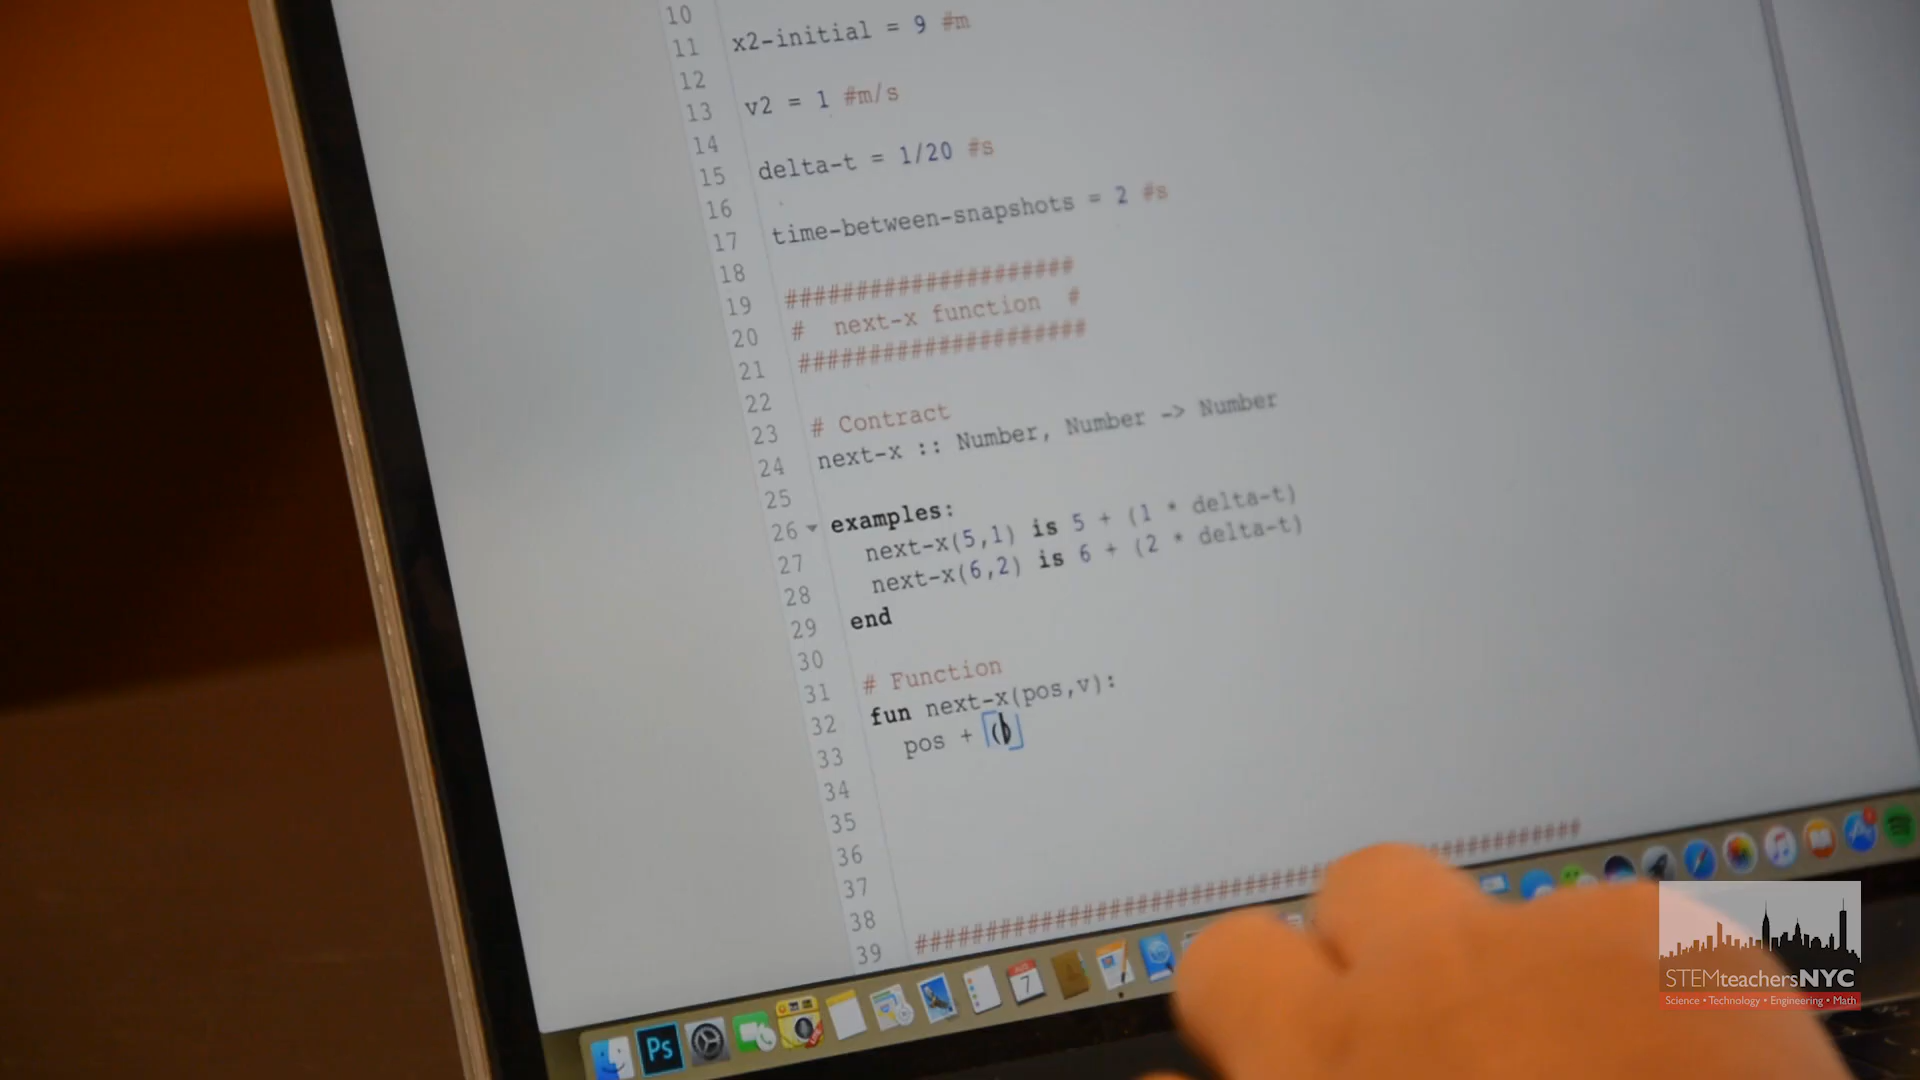 10
11 x2-initial = 9 #m
12
13 v2 = 1 #m/s
14
15 delta-t = 1/20 #s
16
17 time-between-snapshots = 2 #s
18
19 ####################
20 #  next-x function  #
21 ####################
22
23 # Contract
24 next-x :: Number, Number -> Number
25
26 examples:
27 next-x(5,1) is 5 + (1 * delta-t)
28 next-x(6,2) is 6 + (2 * delta-t)
29 end
30
31 # Function
32 fun next-x(pos,v):
33 pos + ()
34
35
36
37
38
39
Ps
7
STEMteachersNYC
Science • Technology • Engineering • Math